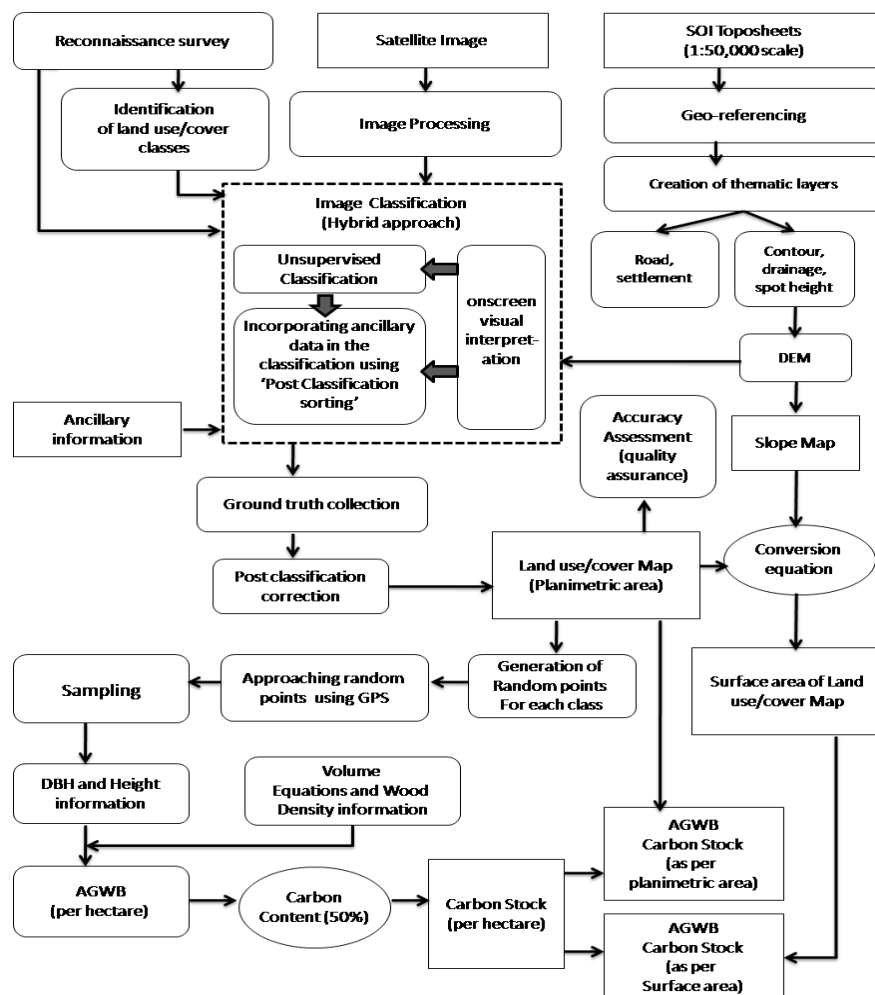 Reconnaissance survey
Satellite Image
SOI Toposheets
(1:50,000 scale)
Identification
of land use/cover
classes
Image Processing
Geo-referencing
Creation of thematic layers
Image Classification
(Hybrid approach)
Road,
settlement
Contour,
drainage,
spot height
Unsupervised
Classification
onscreen
visual
interpret-
ation
Incorporating ancillary
data in the
classification using
‘Post Classification
sorting’
DEM
Ancillary
information
Accuracy
Assessment
(quality
assurance)
Slope Map
Ground truth collection
Post classification
correction
Land use/cover Map
(Planimetric area)
Conversion
equation
Sampling
Approaching random
points using GPS
Generation of
Random points
For each class
Surface area of Land
use/cover Map
DBH and Height
information
Volume
Equations and Wood
Density information
AGWB
Carbon Stock
(as per
planimetric area)
AGWB
(per hectare)
Carbon
Content (50%)
Carbon Stock
(per hectare)
AGWB
Carbon Stock
(as per
Surface area)